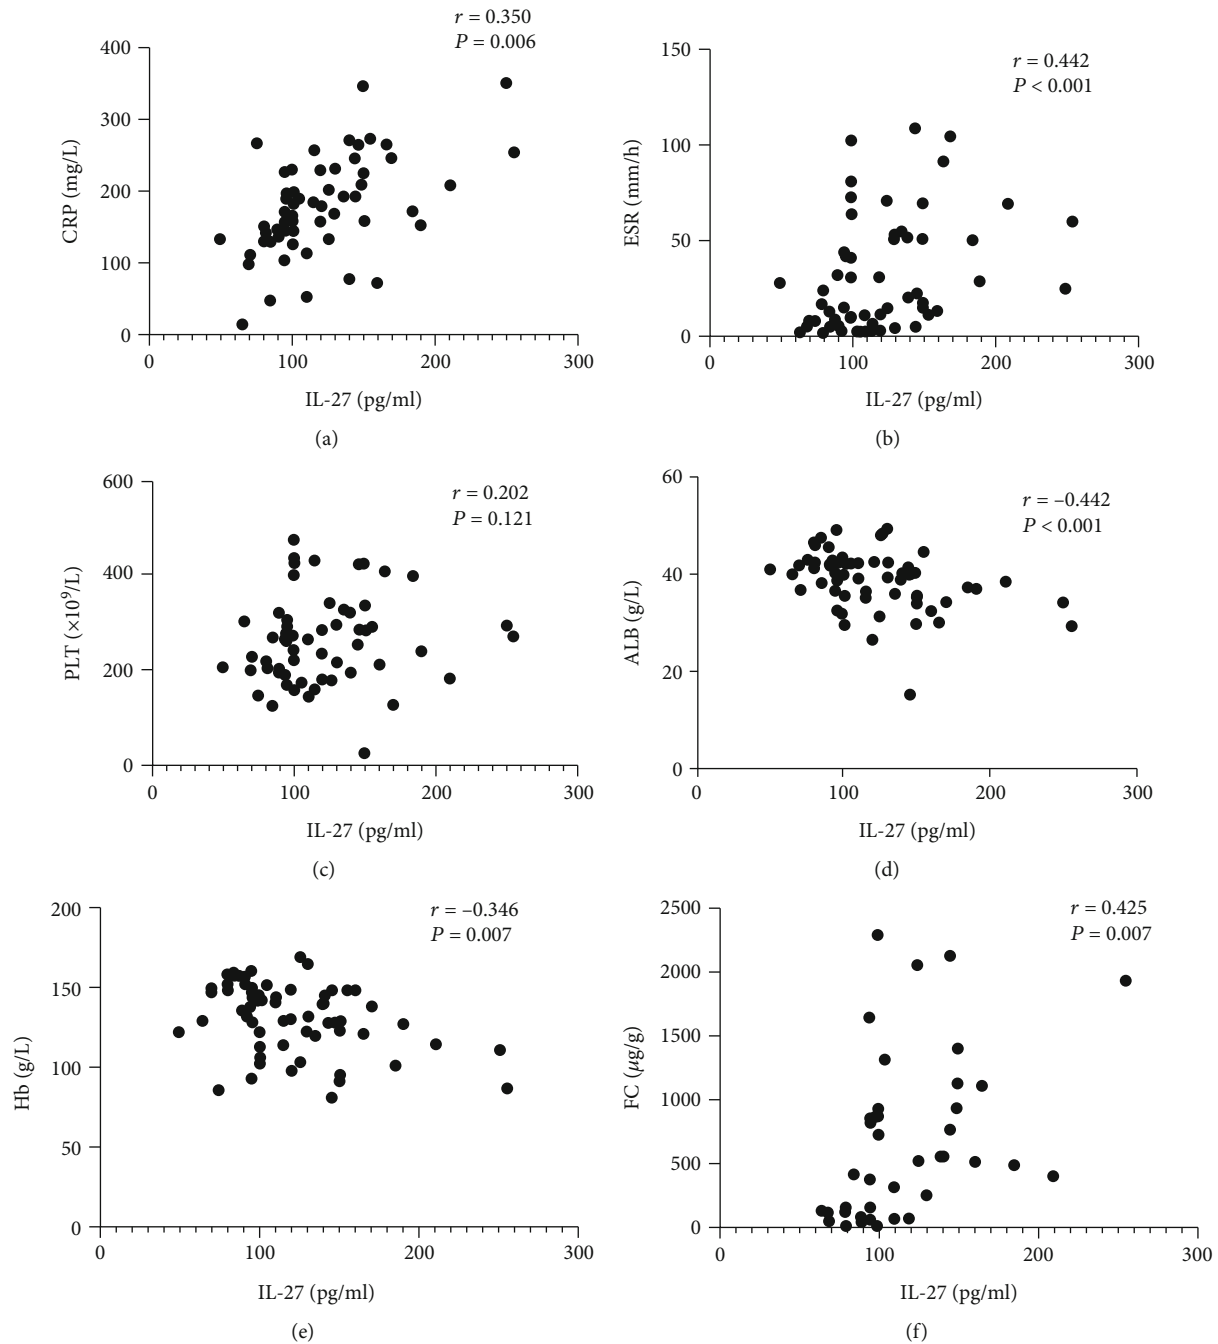 r = 0.350
P = 0.006
400
300
200
100
0
CRP (mg/L)
0 100 200 300
IL-27 (pg/ml)
(a)
r = 0.442
P < 0.001
150
100
50
0
ESR (mm/h)
0 100 200 300
IL-27 (pg/ml)
(b)
r = 0.202
P = 0.121
600
400
200
0
PLT (×10⁹/L)
0 100 200 300
IL-27 (pg/ml)
(c)
r = –0.442
P < 0.001
60
40
20
0
ALB (g/L)
0 100 200 300
IL-27 (pg/ml)
(d)
r = –0.346
P = 0.007
200
150
100
50
0
Hb (g/L)
0 100 200 300
IL-27 (pg/ml)
(e)
r = 0.425
P = 0.007
2500
2000
1500
1000
500
0
FC (μg/g)
0 100 200 300
IL-27 (pg/ml)
(f)